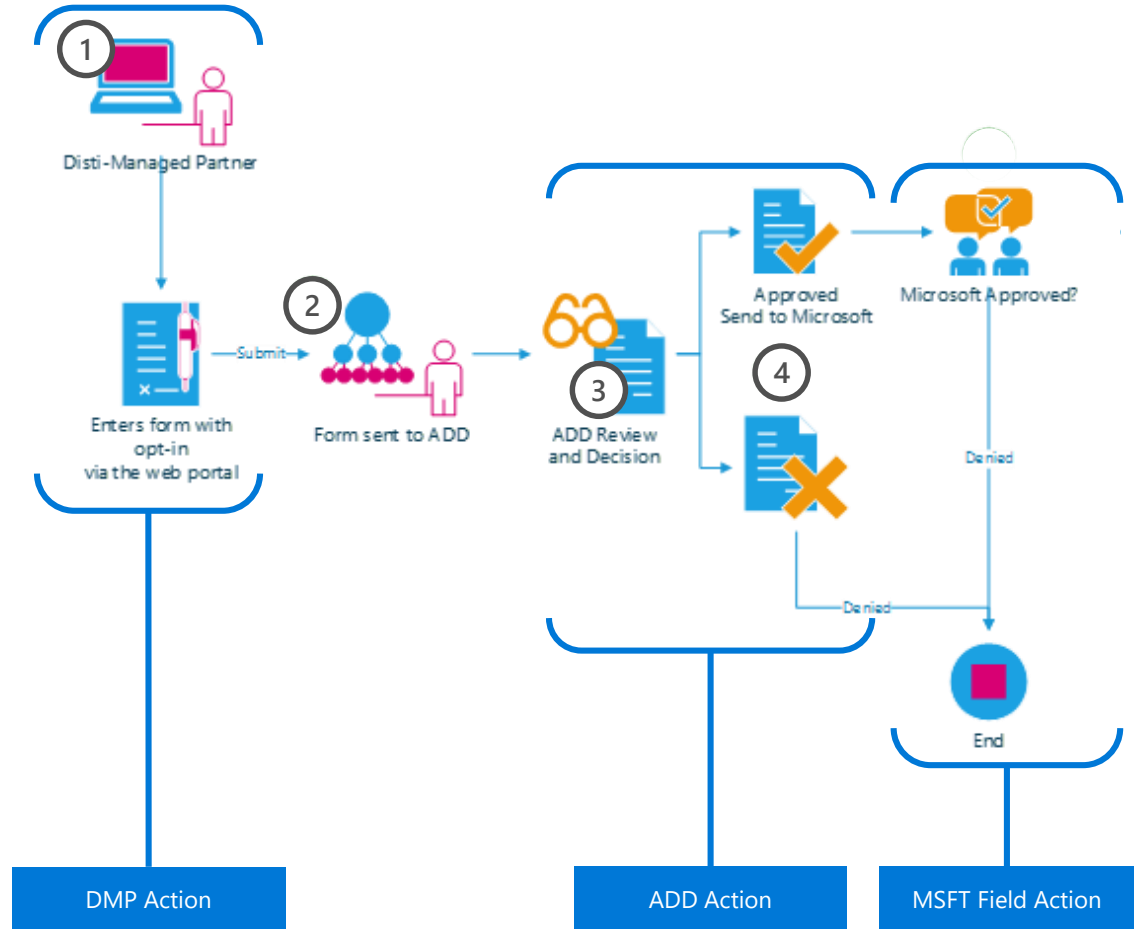 1
Disti-Managed Partner
Enters form with
opt-in
via the web portal
Submit
2
Form sent to ADD
3
ADD Review
and Decision
Approved
Send to Microsoft
4
Microsoft Approved?
Denied
Denied
End
DMP Action
ADD Action
MSFT Field Action